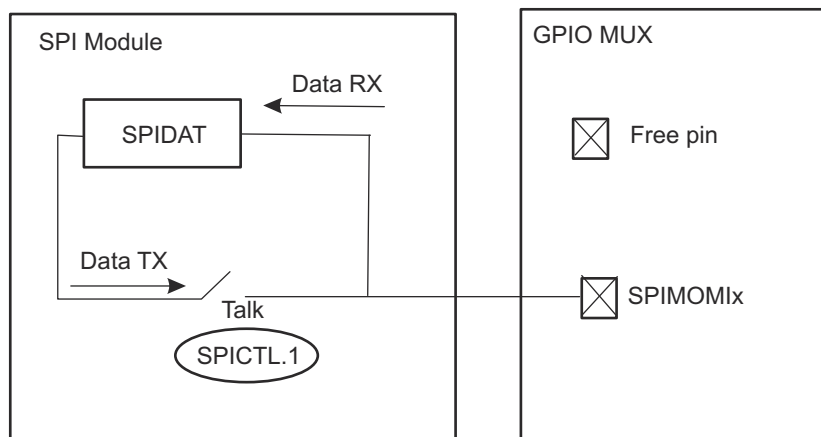 SPI Module
GPIO MUX
Data RX
SPIDAT
Free pin
Data TX
Talk
SPIMOMIx
SPICTL.1